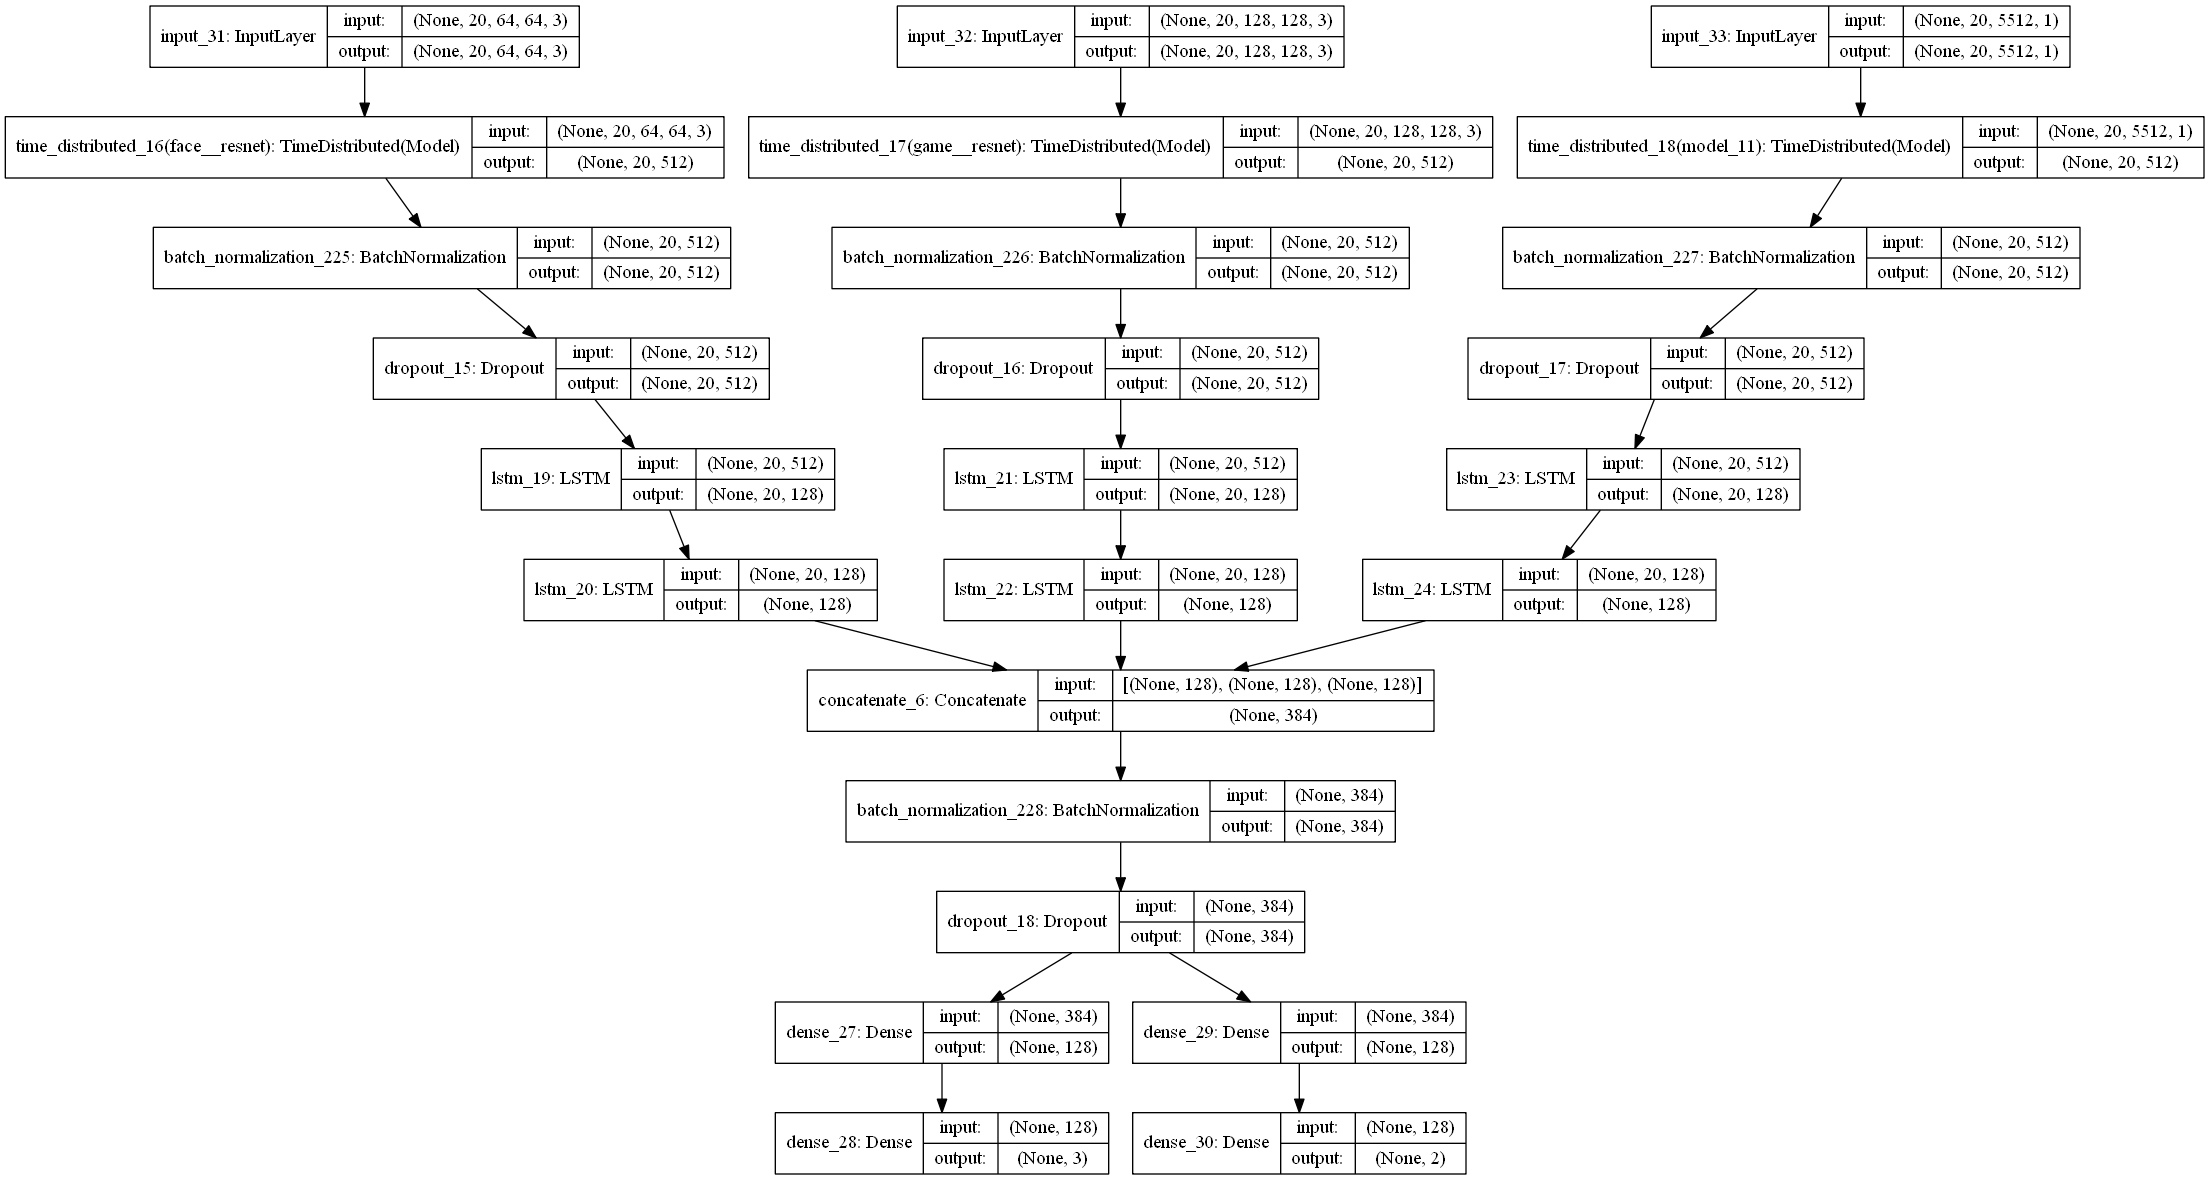 input_31: InputLayer
input: (None, 20, 64, 64, 3)
output: (None, 20, 64, 64, 3)
input_32: InputLayer
input: (None, 20, 128, 128, 3)
output: (None, 20, 128, 128, 3)
input_33: InputLayer
input: (None, 20, 5512, 1)
output: (None, 20, 5512, 1)
time_distributed_16(face__resnet): TimeDistributed(Model)
input: (None, 20, 64, 64, 3)
output: (None, 20, 512)
time_distributed_17(game__resnet): TimeDistributed(Model)
input: (None, 20, 128, 128, 3)
output: (None, 20, 512)
time_distributed_18(model_11): TimeDistributed(Model)
input: (None, 20, 5512, 1)
output: (None, 20, 512)
batch_normalization_225: BatchNormalization
input: (None, 20, 512)
output: (None, 20, 512)
batch_normalization_226: BatchNormalization
input: (None, 20, 512)
output: (None, 20, 512)
batch_normalization_227: BatchNormalization
input: (None, 20, 512)
output: (None, 20, 512)
dropout_15: Dropout
input: (None, 20, 512)
output: (None, 20, 512)
dropout_16: Dropout
input: (None, 20, 512)
output: (None, 20, 512)
dropout_17: Dropout
input: (None, 20, 512)
output: (None, 20, 512)
lstm_19: LSTM
input: (None, 20, 512)
output: (None, 20, 128)
lstm_21: LSTM
input: (None, 20, 512)
output: (None, 20, 128)
lstm_23: LSTM
input: (None, 20, 512)
output: (None, 20, 128)
lstm_20: LSTM
input: (None, 20, 128)
output: (None, 128)
lstm_22: LSTM
input: (None, 20, 128)
output: (None, 128)
lstm_24: LSTM
input: (None, 20, 128)
output: (None, 128)
concatenate_6: Concatenate
input: [(None, 128), (None, 128), (None, 128)]
output: (None, 384)
batch_normalization_228: BatchNormalization
input: (None, 384)
output: (None, 384)
dropout_18: Dropout
input: (None, 384)
output: (None, 384)
dense_27: Dense
input: (None, 384)
output: (None, 128)
dense_29: Dense
input: (None, 384)
output: (None, 128)
dense_28: Dense
input: (None, 128)
output: (None, 3)
dense_30: Dense
input: (None, 128)
output: (None, 2)